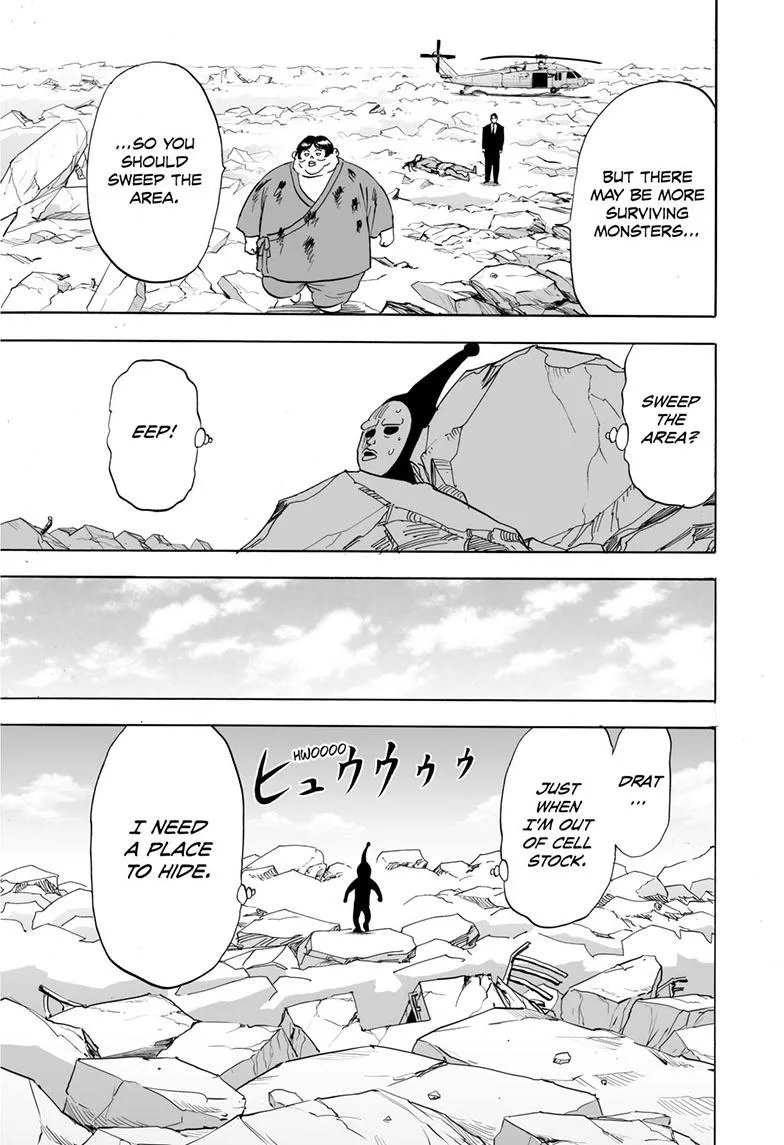 BUT THERE
MAY BE MORE
SURVIVING
MONSTERS...
...SO YOU
SHOULD
SWEEP THE
AREA.
SWEEP
THE
AREA?
EEP!
DRAT
...
JUST
WHEN
I'M OUT
OF CELL
STOCK.
HWOOOO
ヒュウウゥゥ
I NEED
A PLACE
TO HIDE.